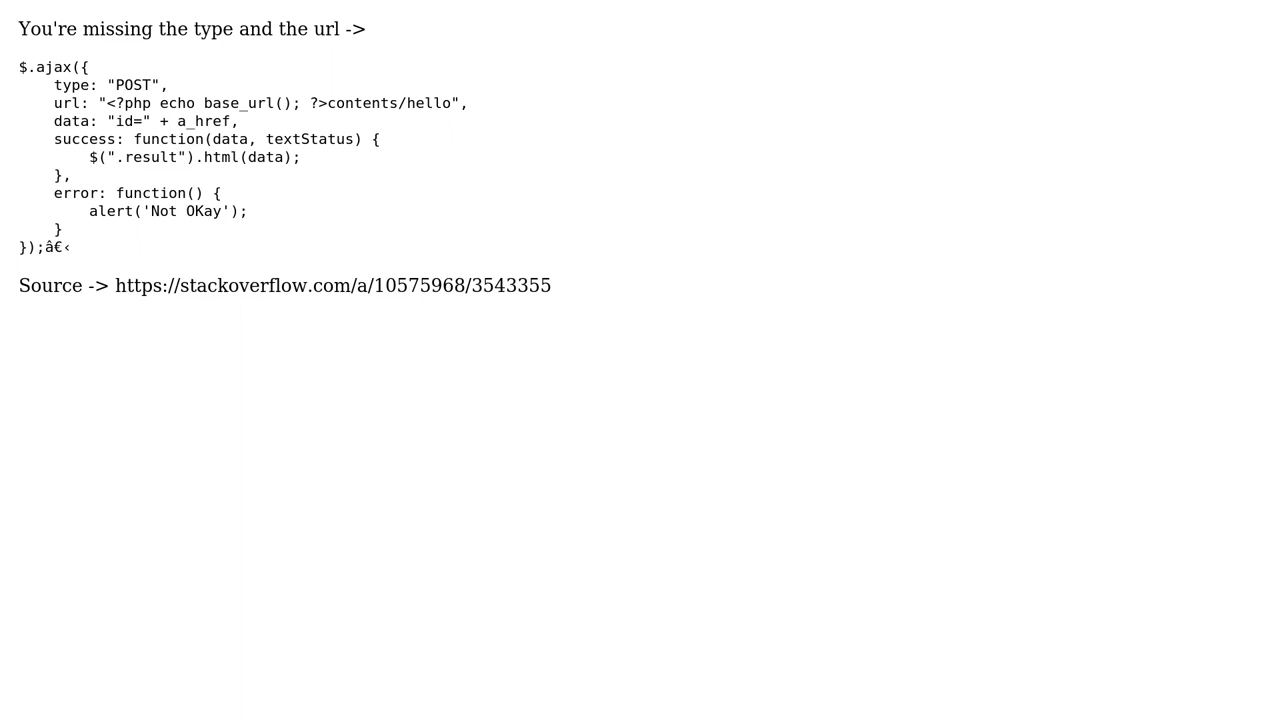 You're missing the type and the url ->
$.ajax({
    type: "POST",
    url: "<?php echo base_url(); ?>contents/hello",
    data: "id=" + a_href,
    success: function(data, textStatus) {
        $(".result").html(data);
    },
    error: function() {
        alert('Not OKay');
    }
});â€‹
Source -> https://stackoverflow.com/a/10575968/3543355